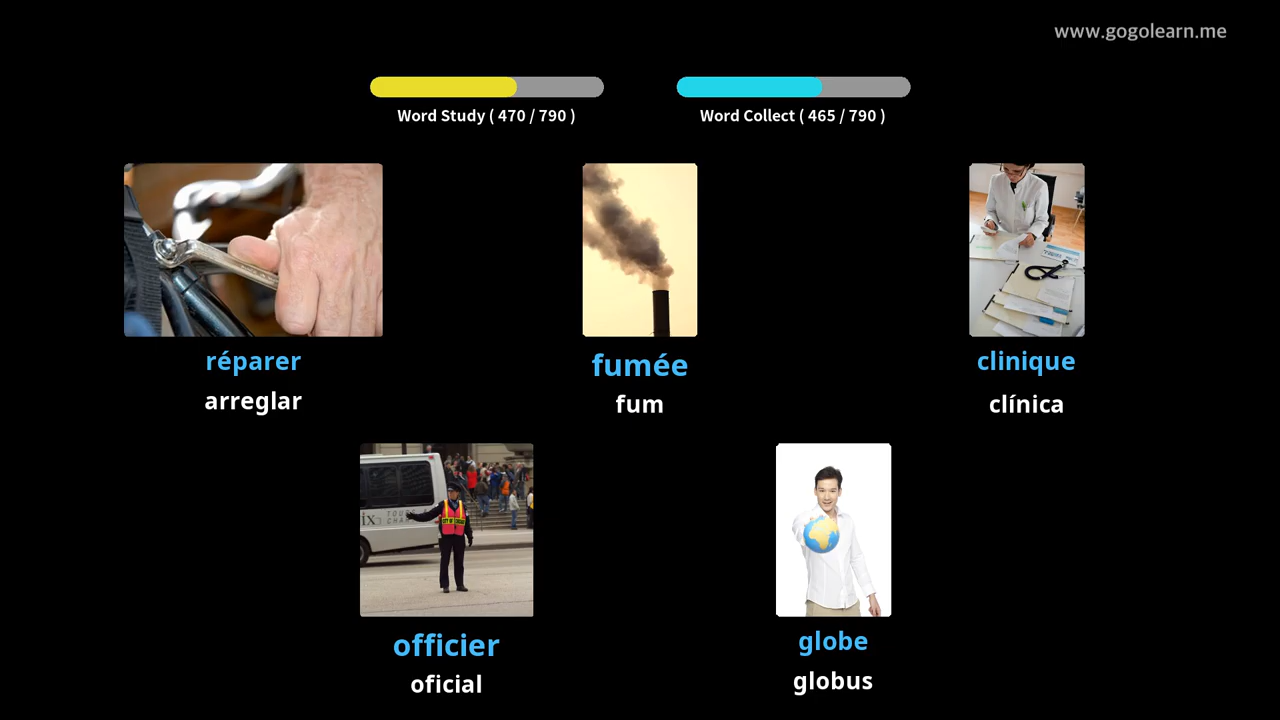 www.gogolearn.me
Word Study ( 470 / 790 )
Word Collect ( 465 / 790 )
réparer
arreglar
fumée
fum
clinique
clínica
officier
oficial
globe
globus